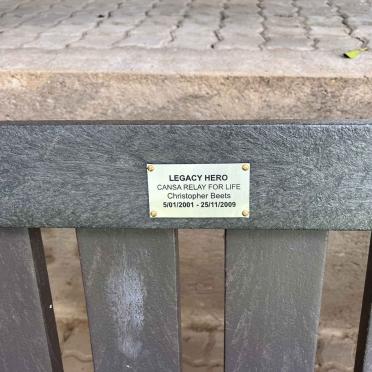 LEGACY HERO
CANSA RELAY FOR LIFE
Christopher Beets
5/01/2001 - 25/11/2009